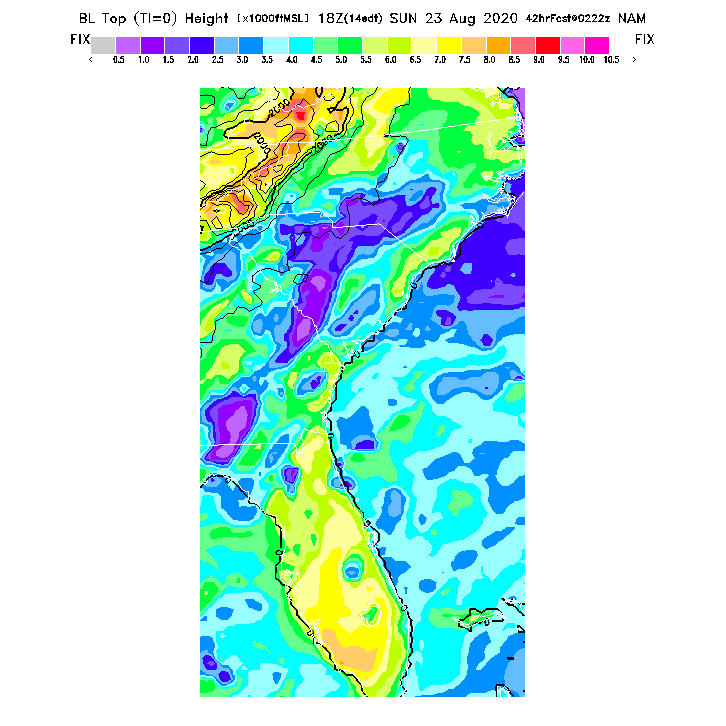 BL Top (TI=0) Height [x1000ftMSL] 18Z(14edt) SUN 23 Aug 2020 42hrFcst@0222z NAM
FIX FIX
< 0.5 1.0 1.5 2.0 2.5 3.0 3.5 4.0 4.5 5.0 5.5 6.0 6.5 7.0 7.5 8.0 8.5 9.0 9.5 10.0 10.5 >
2000
2000